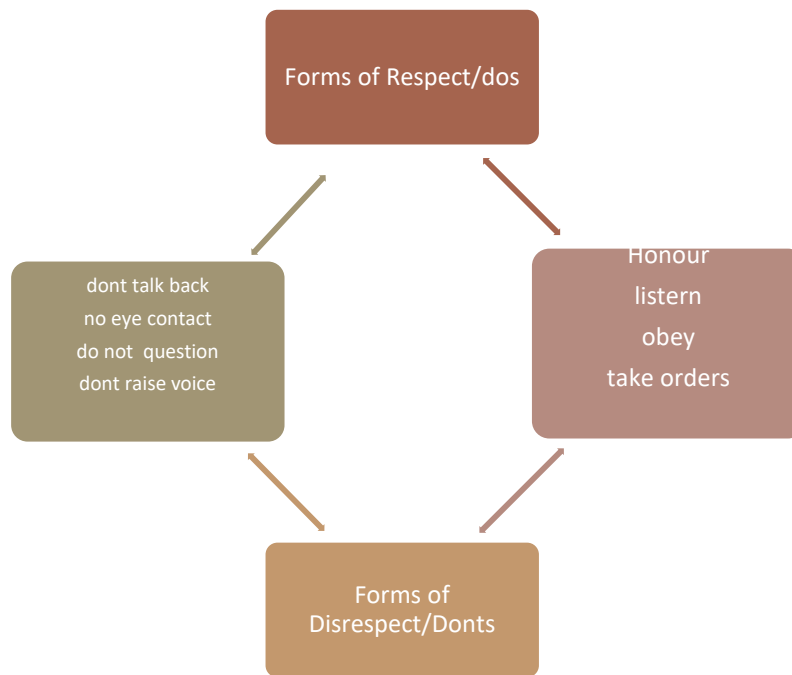 Forms of Respect/dos
dont talk back
no eye contact
do not question
dont raise voice
Honour
listern
obey
take orders
Forms of
Disrespect/Donts